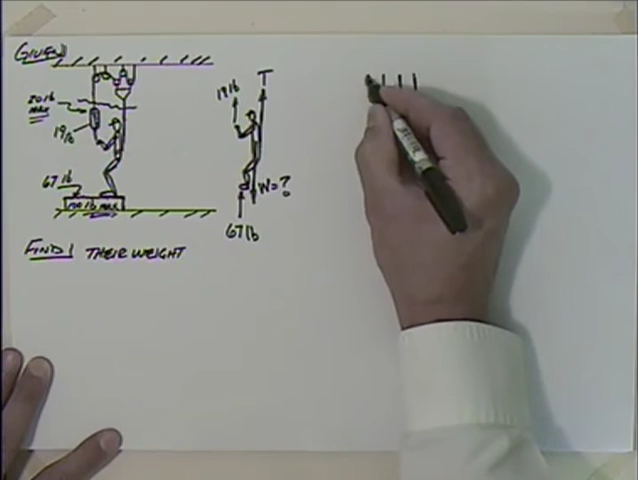 GIVEN
20 lb
MAX
19 lb
67 lb
100 lb MAX
19 lb
T
W=?
67 lb
FIND THEIR WEIGHT